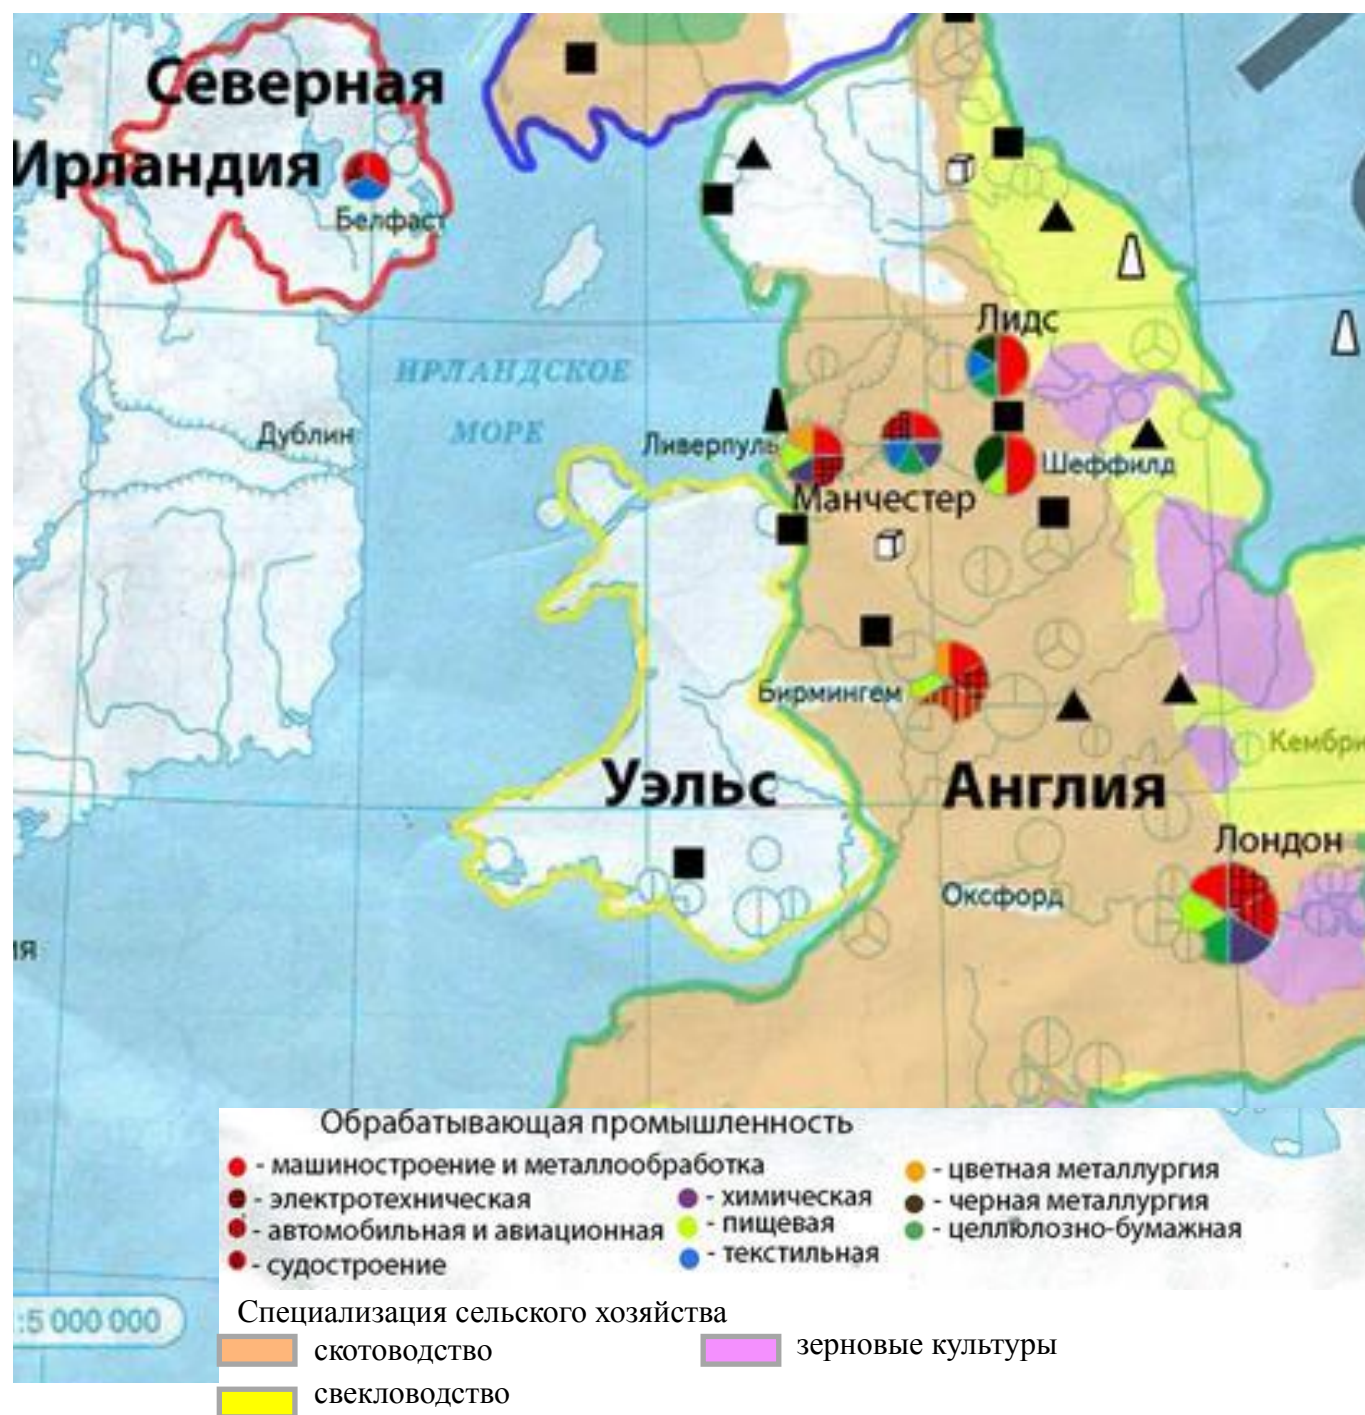 Северная
Ирландия
Белфаст
Лидс
ИРЛАНДСКОЕ
МОРЕ
Дублин
Ливерпуль
Шеффилд
Манчестер
Бирмингем
Кембри
Уэльс
Англия
Лондон
Оксфорд
ия
Обрабатывающая промышленность
- машиностроение и металлообработка
- цветная металлургия
- электротехническая
- химическая
- черная металлургия
- автомобильная и авиационная
- пищевая
- целлюлозно-бумажная
- судостроение
- текстильная
:5 000 000
Специализация сельского хозяйства
скотоводство
зерновые культуры
свекловодство